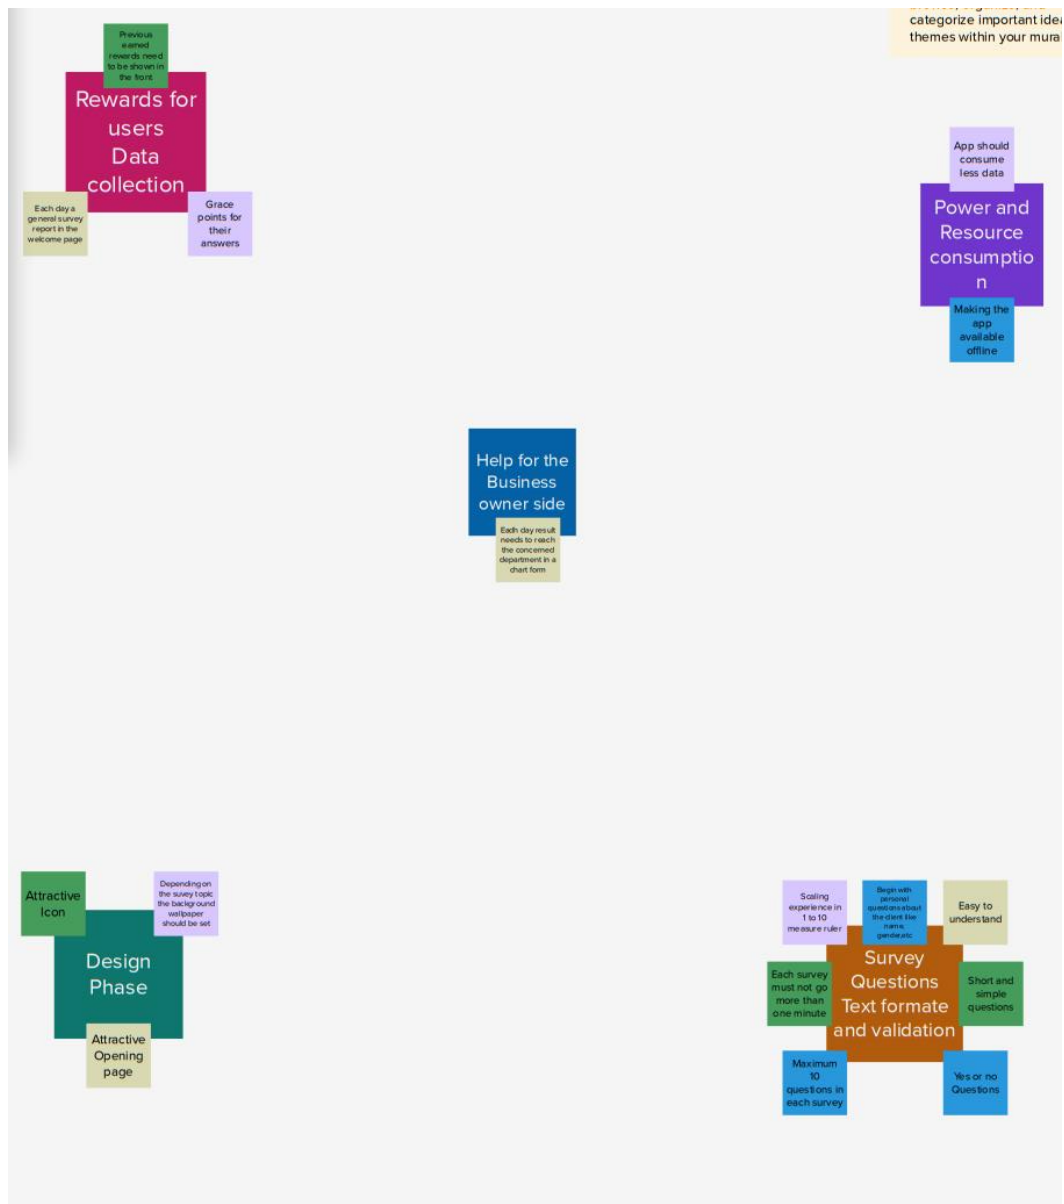 categorize important idea
themes within your mura
Previous
earned
rewards need
to be shown in
the front
Rewards for
users
Data
collection
Each day a
general survey
report in the
welcome page
Grace
points for
their
answers
App should
consume
less data
Power and
Resource
consumptio
n
Making the
app
available
offline
Help for the
Business
owner side
Eadh day result
needs to reach
the concerned
department in a
chart form
Attractive
Icon
Depending on
the suvey topic
the background
wallpaper
should be set
Design
Phase
Attractive
Opening
page
Scaling
experience in
1 to 10
measure ruler
Begin with
personal
questions about
the client like
name,
gender,etc
Easy to
understand
Each survey
must not go
more than
one minute
Survey
Questions
Text formate
and validation
Short and
simple
questions
Maximum
10
questions in
each survey
Yes or no
Questions